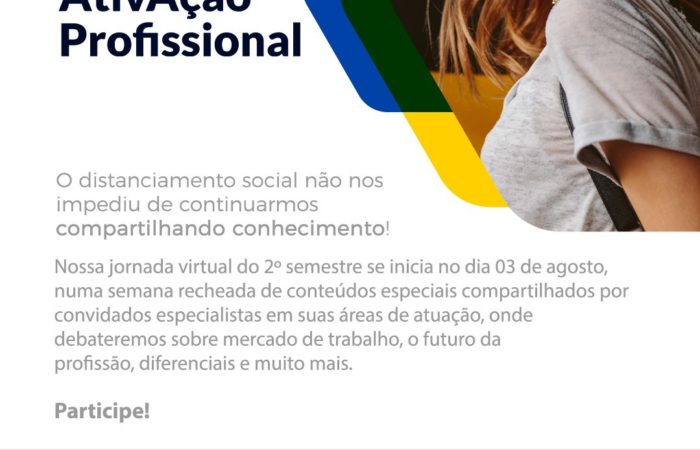 AtivAção
Profissional
O distanciamento social não nos
impediu de continuarmos
compartilhando conhecimento!
Nossa jornada virtual do 2º semestre se inicia no dia 03 de agosto,
numa semana recheada de conteúdos especiais compartilhados por
convidados especialistas em suas áreas de atuação, onde
debateremos sobre mercado de trabalho, o futuro da
profissão, diferenciais e muito mais.
Participe!